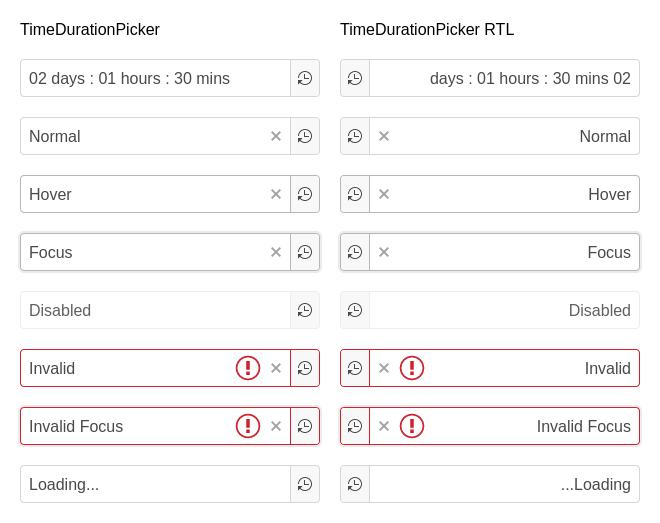 TimeDurationPicker
TimeDurationPicker RTL
02 days : 01 hours : 30 mins
days : 01 hours : 30 mins 02
Normal
Normal
Hover
Hover
Focus
Focus
Disabled
Disabled
Invalid
Invalid
Invalid Focus
Invalid Focus
Loading...
...Loading